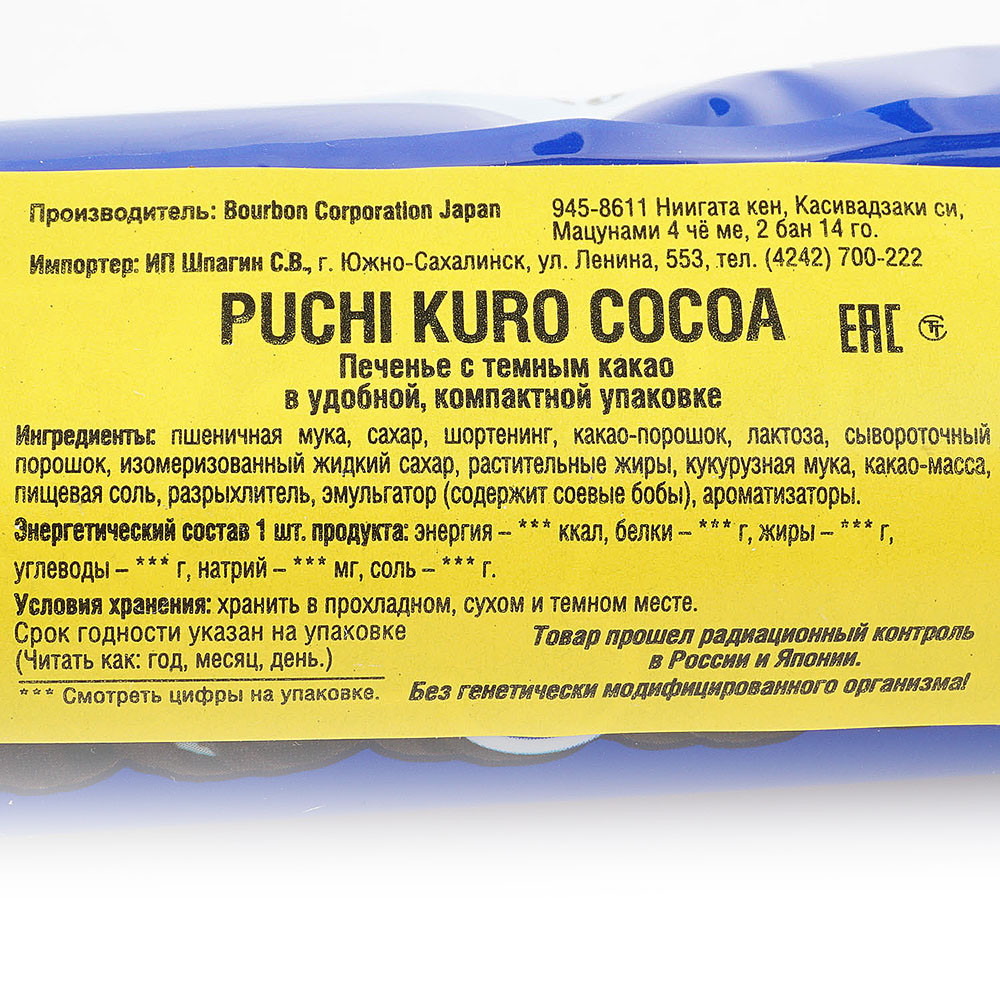 Производитель: Bourbon Corporation Japan
945-8611 Ниигата кен, Касивадзаки си,
Мацунами 4 чё ме, 2 бан 14 го.
Импортер: ИП Шпагин С.В., г. Южно-Сахалинск, ул. Ленина, 553, тел. (4242) 700-222
PUCHI KURO COCOA
EAC
Печенье с темным какао
в удобной, компактной упаковке
Ингредиенты: пшеничная мука, сахар, шортенинг, какао-порошок, лактоза, сывороточный
порошок, изомеризованный жидкий сахар, растительные жиры, кукурузная мука, какао-масса,
пищевая соль, разрыхлитель, эмульгатор (содержит соевые бобы), ароматизаторы.
Энергетический состав 1 шт. продукта: энергия – *** ккал, белки – *** г, жиры – *** г,
углеводы – *** г, натрий – *** мг, соль – *** г.
Условия хранения: хранить в прохладном, сухом и темном месте.
Срок годности указан на упаковке
(Читать как: год, месяц, день.)
*** Смотреть цифры на упаковке.
Товар прошел радиационный контроль
в России и Японии.
Без генетически модифицированного организма!